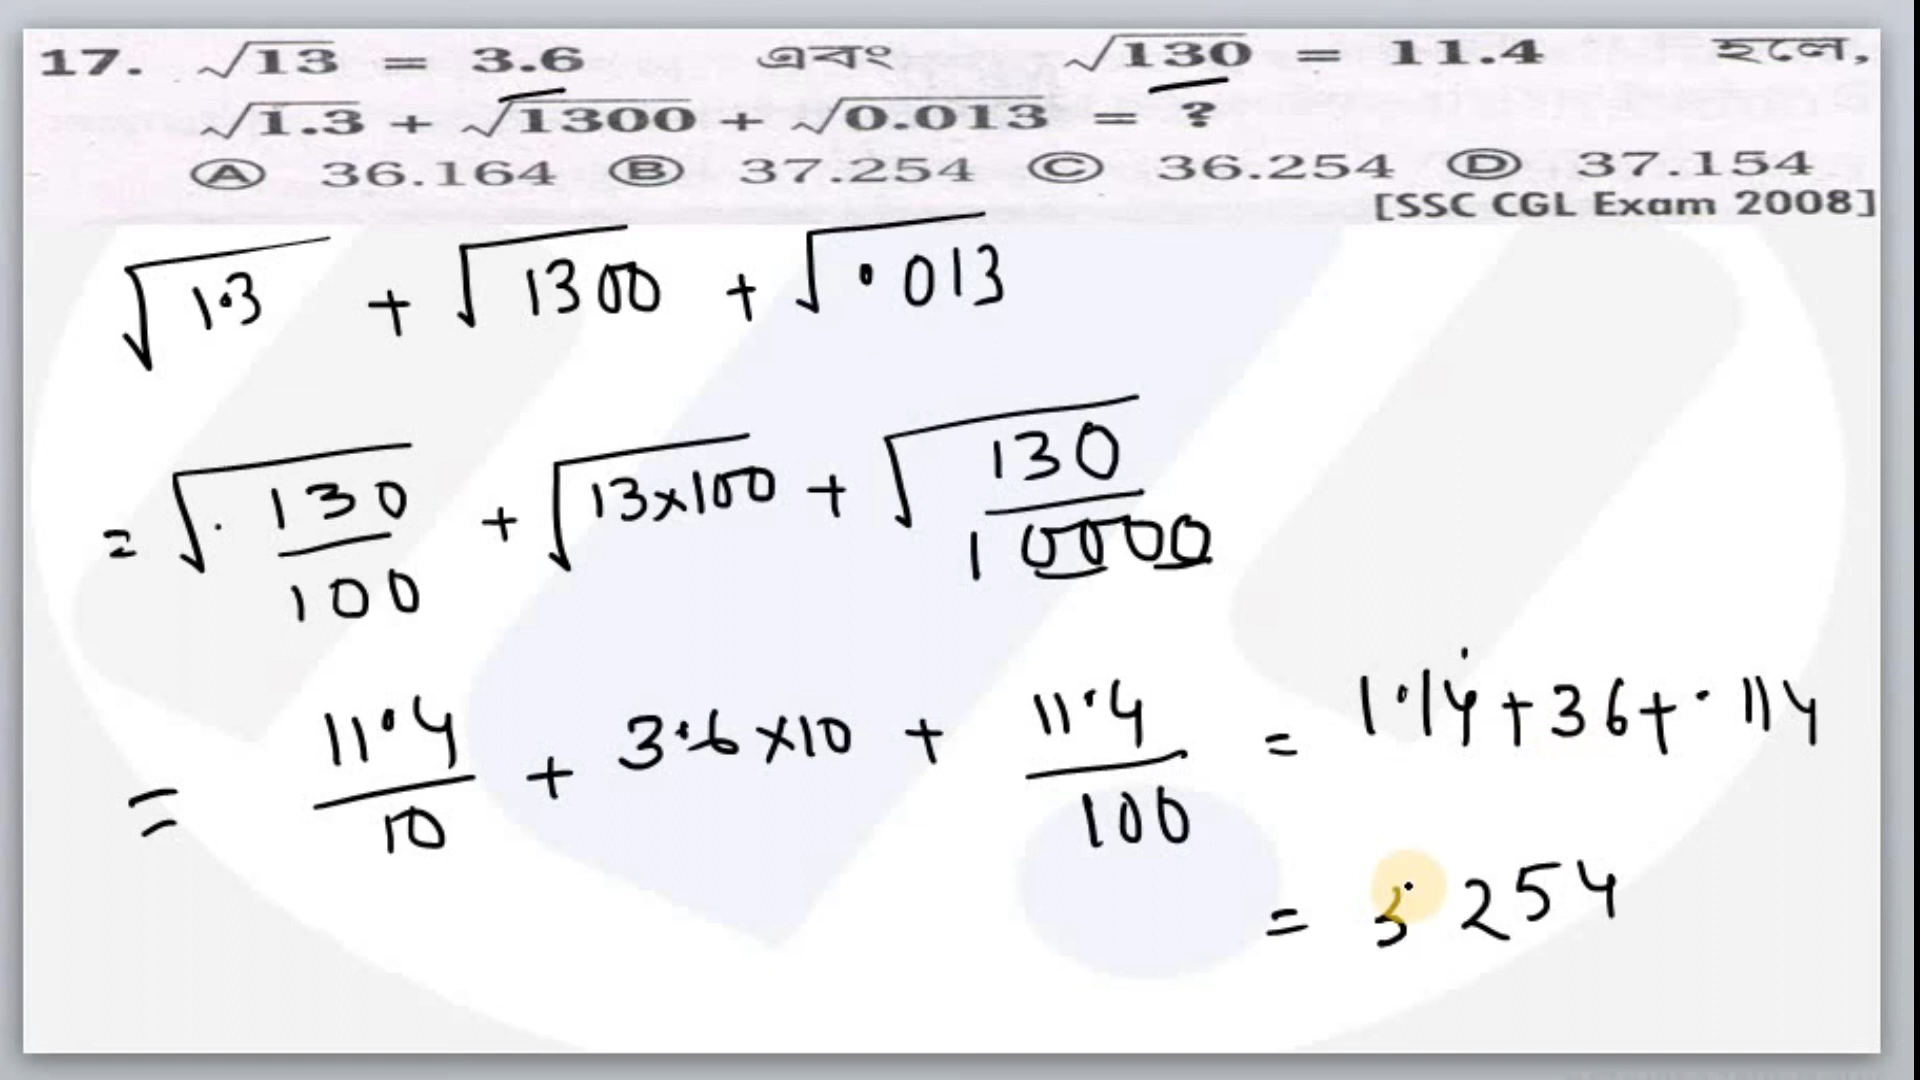 17. √13 = 3.6 এবং √130 = 11.4 হলে,
√1.3 + √1300 + √0.013 = ?
Ⓐ 36.164 Ⓑ 37.254 Ⓒ 36.254 Ⓓ 37.154
[SSC CGL Exam 2008]
√1.3 + √1300 + √.013
= √130/100 + √13×100 + √130/10000
= 11.4/10 + 3.6×10 + 11.4/100 = 1.14+36+.114
= 3 254